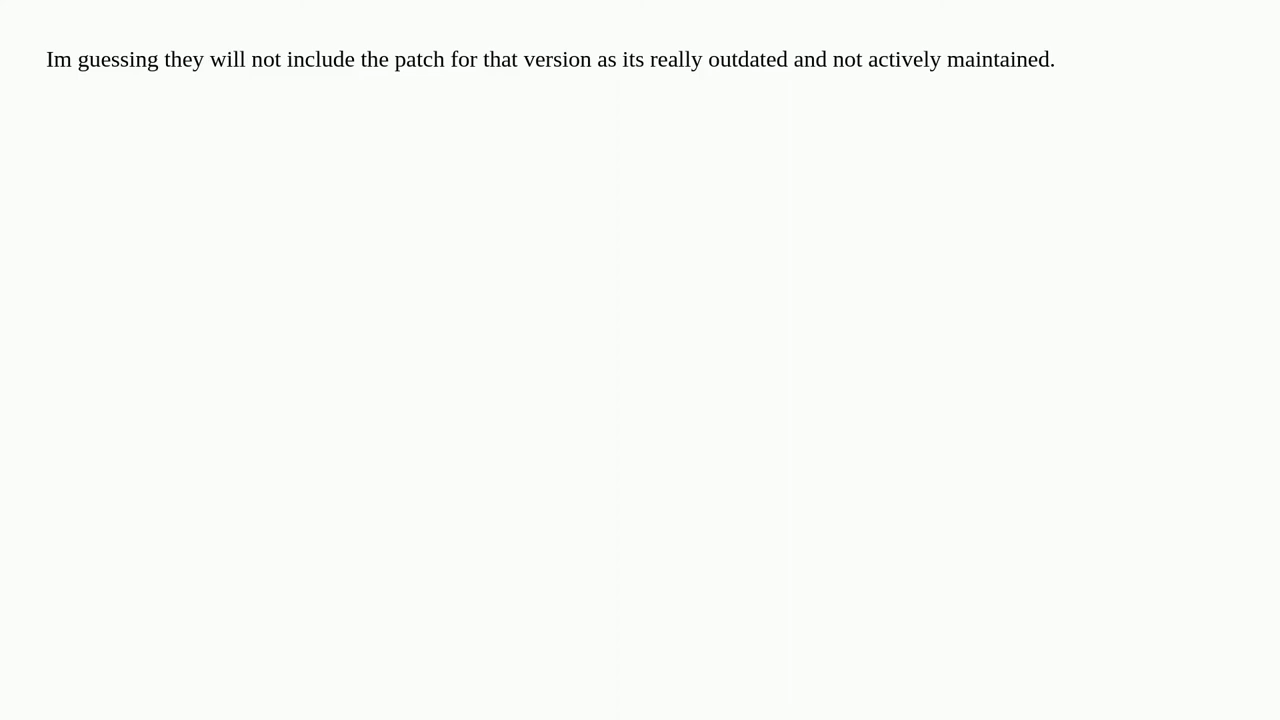 Im guessing they will not include the patch for that version as its really outdated and not actively maintained.